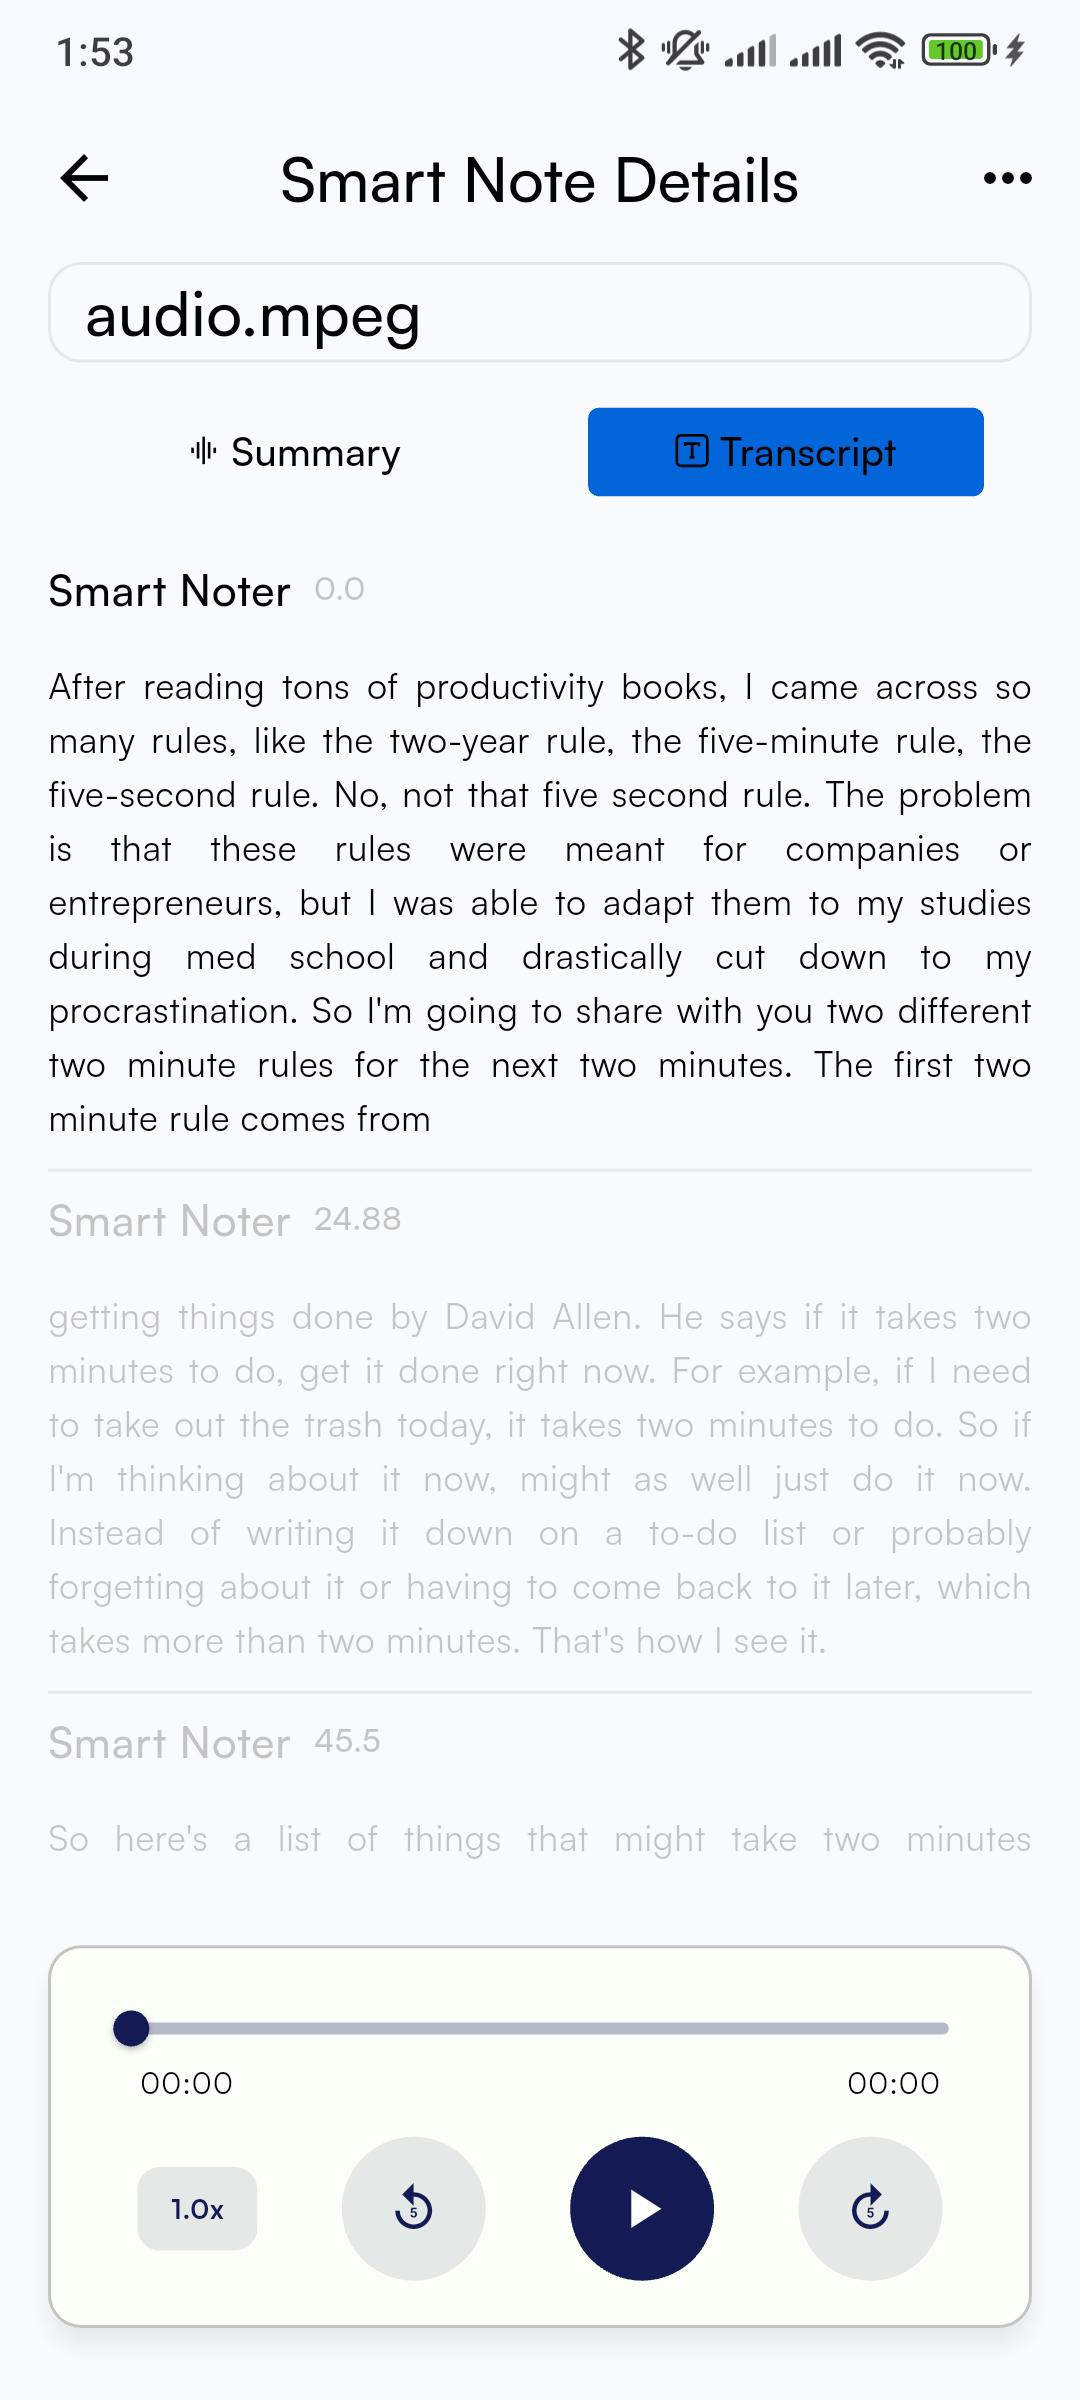 1:53
100
Smart Note Details
audio.mpeg
Summary
Transcript
Smart Noter 0.0
After reading tons of productivity books, I came across so
many rules, like the two-year rule, the five-minute rule, the
five-second rule. No, not that five second rule. The problem
is that these rules were meant for companies or
entrepreneurs, but I was able to adapt them to my studies
during med school and drastically cut down to my
procrastination. So I'm going to share with you two different
two minute rules for the next two minutes. The first two
minute rule comes from
Smart Noter 24.88
getting things done by David Allen. He says if it takes two
minutes to do, get it done right now. For example, if I need
to take out the trash today, it takes two minutes to do. So if
I'm thinking about it now, might as well just do it now.
Instead of writing it down on a to-do list or probably
forgetting about it or having to come back to it later, which
takes more than two minutes. That's how I see it.
Smart Noter 45.5
So here's a list of things that might take two minutes
00:00
00:00
1.0x
5
5